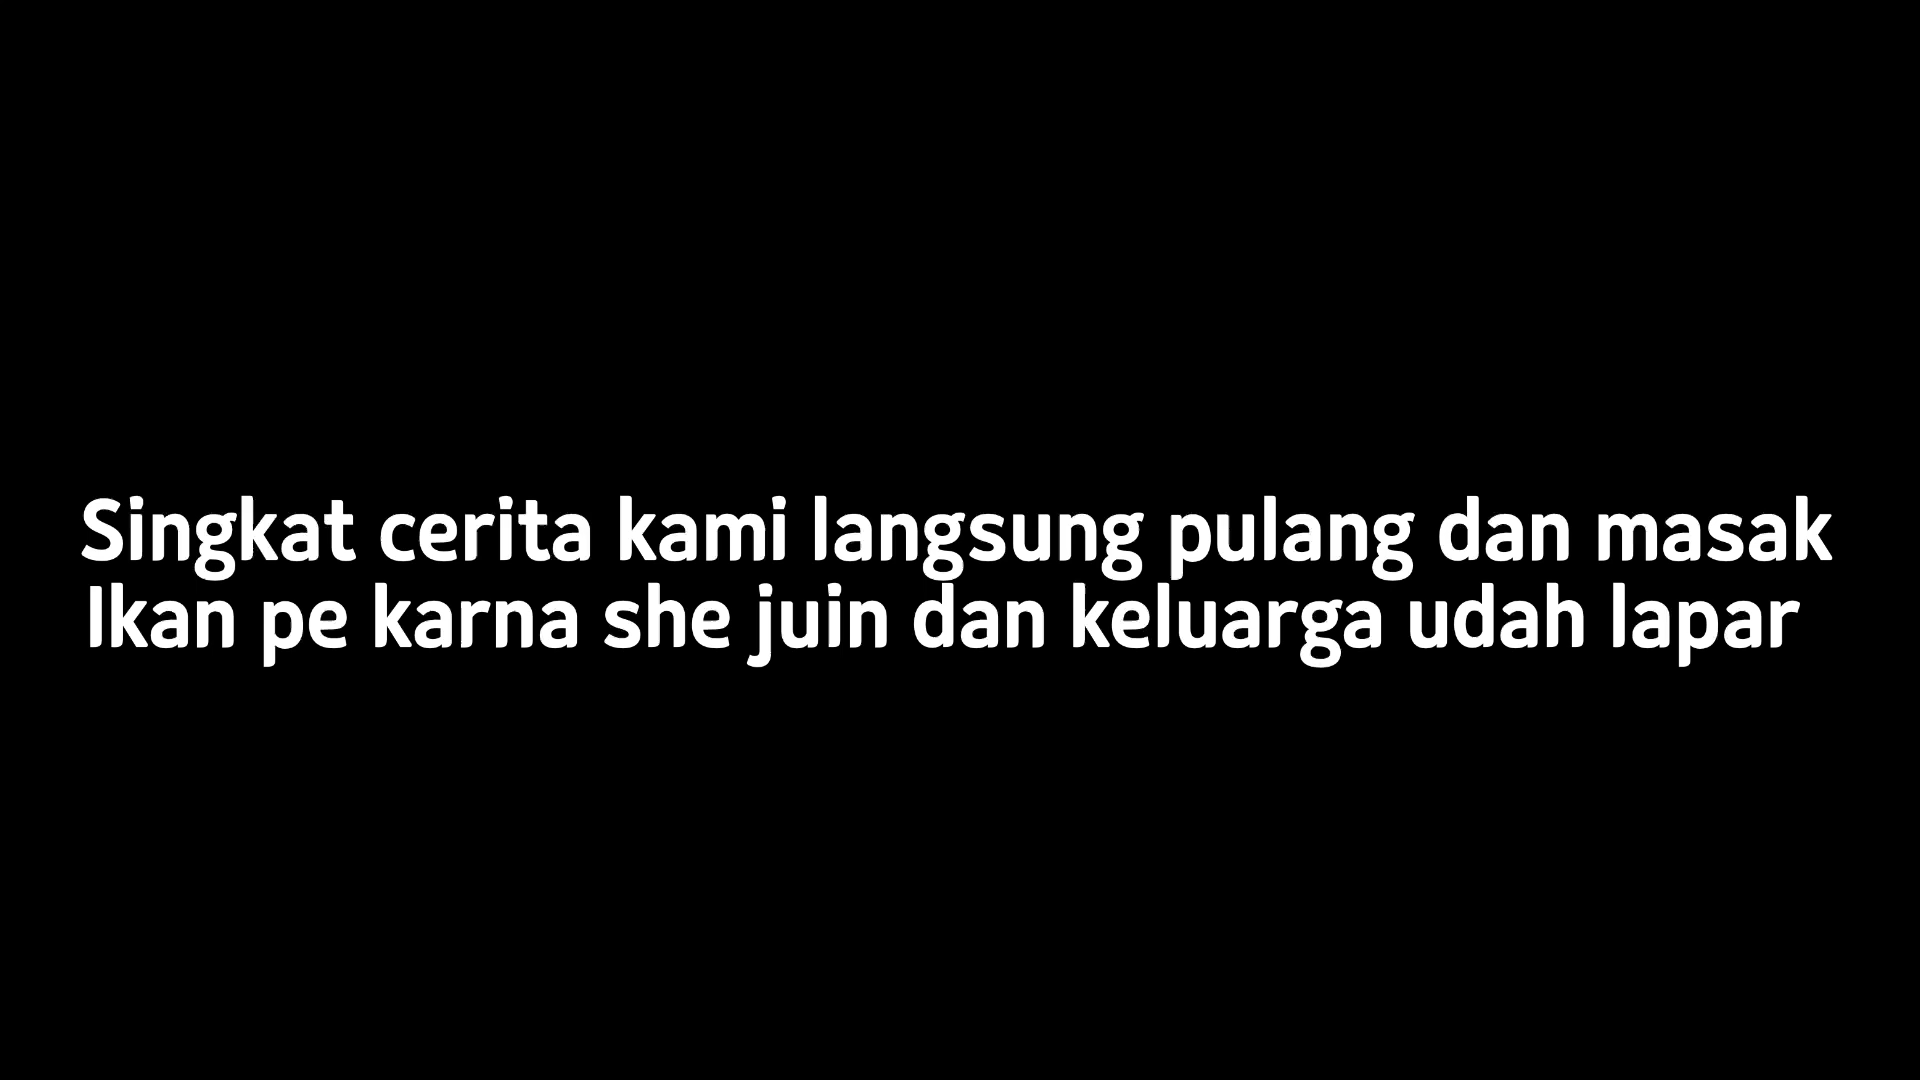 Singkat cerita kami langsung pulang dan masak
Ikan pe karna she juin dan keluarga udah lapar